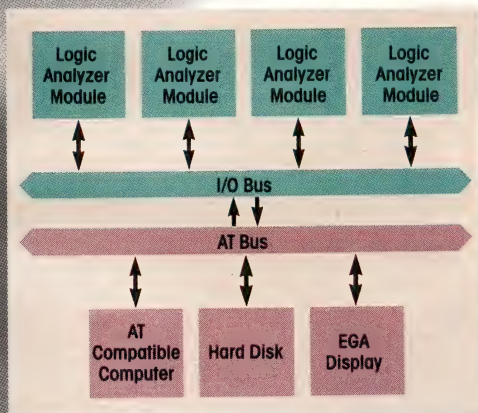 Logic
Analyzer
Module
Logic
Analyzer
Module
Logic
Analyzer
Module
Logic
Analyzer
Module
I/O Bus
AT Bus
AT
Compatible
Computer
Hard Disk
EGA
Display